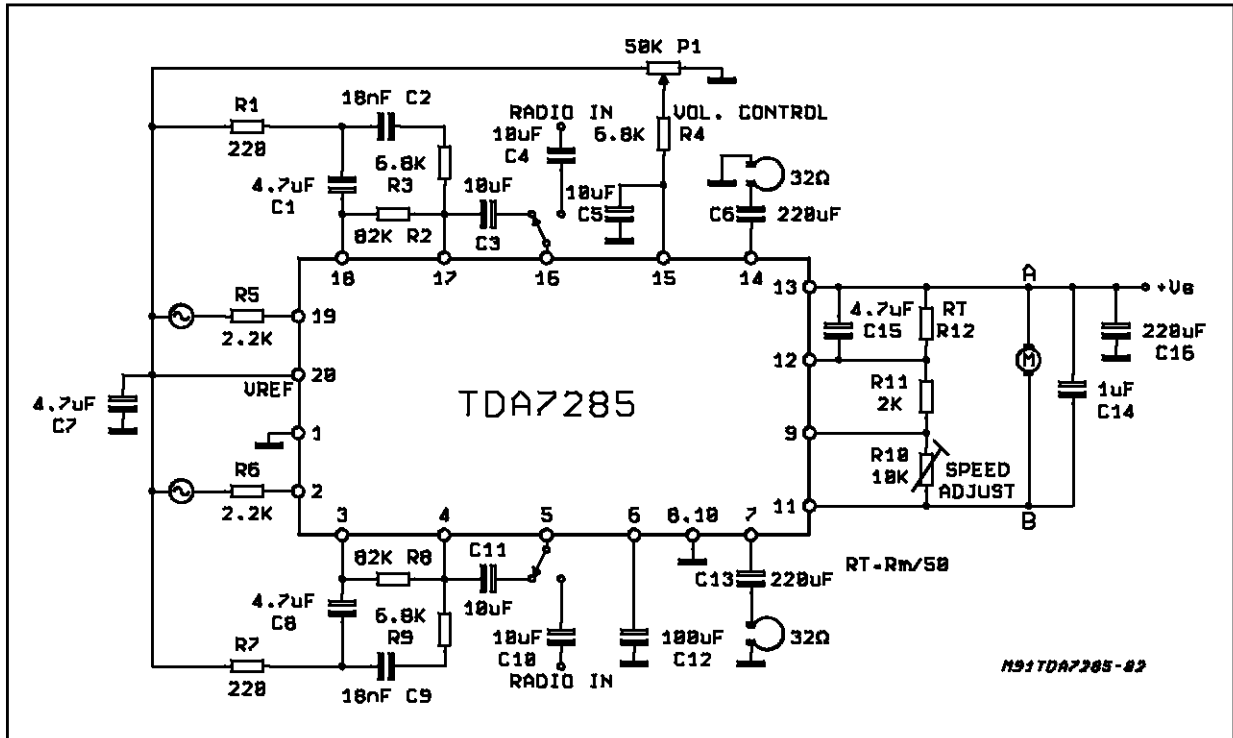 50K P1
18nF C2
R1
RADIO IN
VOL. CONTROL
220
10uF
C4
6.8K
R4
6.8K
R3
4.7uF
C1
10uF
C3
82K R2
10uF
C5
C6
32Ω
220uF
18
17
16
15
14
13
A
+Vs
R5
2.2K
19
4.7uF
C15
RT
R12
220uF
C16
12
20
VREF
TDA7285
R11
2K
1uF
C14
M
4.7uF
C7
1
9
R6
2.2K
2
R10
10K
SPEED
ADJUST
11
B
3
4
5
6
8.10
7
82K R8
C11
10uF
C13
220uF
RT=Rm/50
4.7uF
C8
6.8K
R9
R7
220
10uF
C10
100uF
C12
32Ω
18nF C9
RADIO IN
M91TDA7285-02